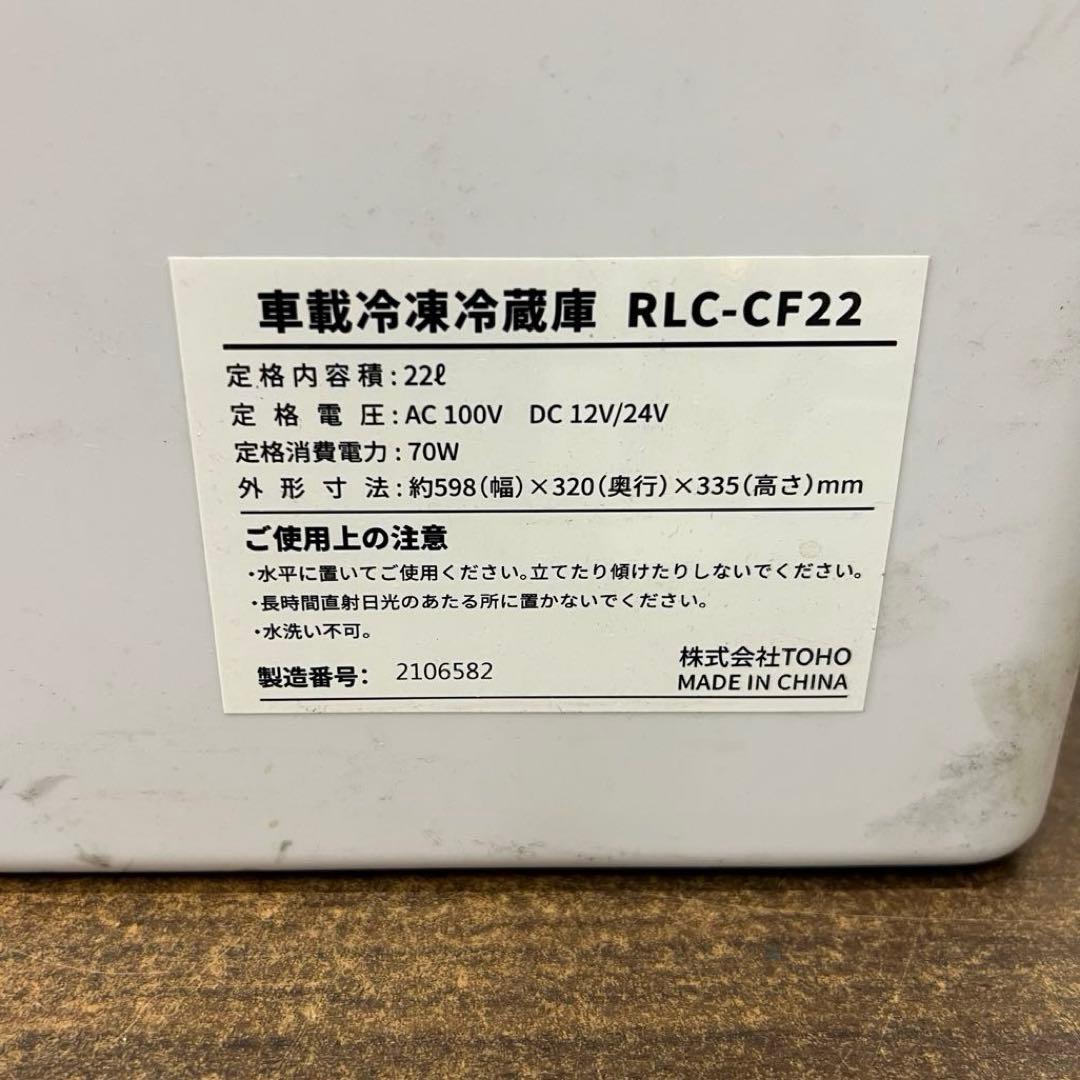 車載冷凍冷蔵庫 RLC-CF22
定格内容積:22ℓ
定格電圧:AC 100V DC 12V/24V
定格消費電力:70W
外形寸法:約598(幅)×320(奥行)×335(高さ)mm
ご使用上の注意
・水平に置いてご使用ください。立てたり傾けたりしないでください。
・長時間直射日光のあたる所に置かないでください。
・水洗い不可。
製造番号: 2106582
株式会社TOHO
MADE IN CHINA